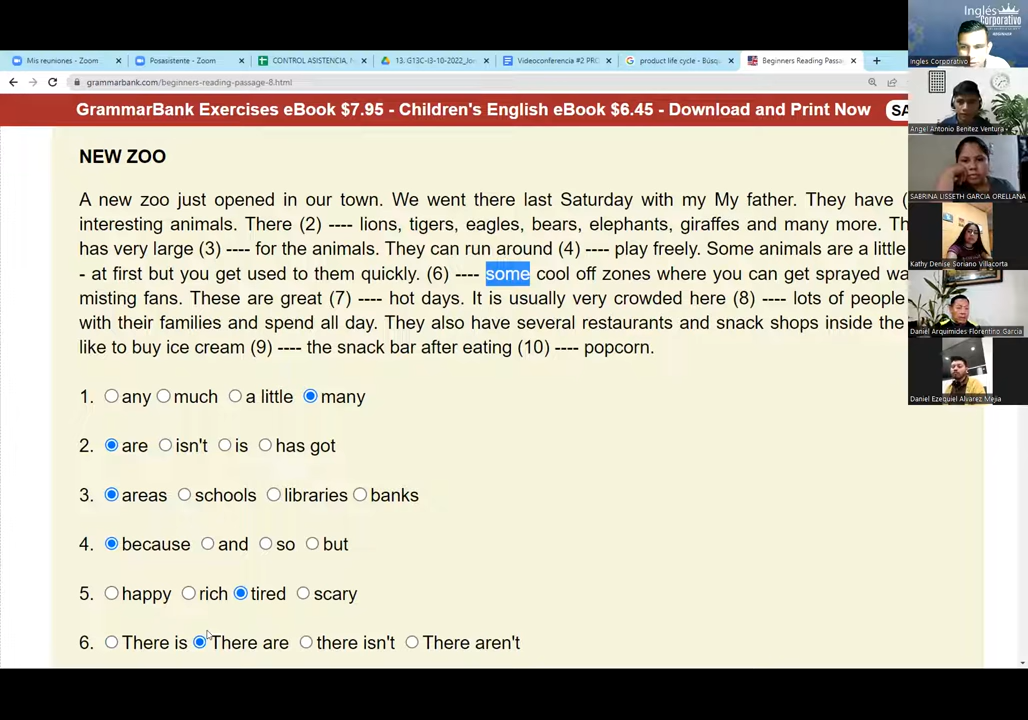 Inglés
Corporativo
BEGINNER
Ingles Corporativo
Mis reuniones - Zoom
Posasistente - Zoom
CONTROL ASISTENCIA,
13. G13C-I3-10-2022_Jo
Videoconferencia #2 PRO
product life cycle - Búsq
Beginners Reading Passa
grammarbank.com/beginners-reading-passage-8.html
GrammarBank Exercises eBook $7.95 - Children's English eBook $6.45 - Download and Print Now
SA
Angel Antonio Benitez Ventura
NEW ZOO
SABRINA LISSETH GARCIA ORELLANA
A new zoo just opened in our town. We went there last Saturday with my My father. They have (
interesting animals. There (2) ---- lions, tigers, eagles, bears, elephants, giraffes and many more. Th
has very large (3) ---- for the animals. They can run around (4) ---- play freely. Some animals are a little
Kathy Denise Soriano Villacorta
- at first but you get used to them quickly. (6) ---- some cool off zones where you can get sprayed wa
misting fans. These are great (7) ---- hot days. It is usually very crowded here (8) ---- lots of people
with their families and spend all day. They also have several restaurants and snack shops inside the
Daniel Arquimides Florentino Garcia
like to buy ice cream (9) ---- the snack bar after eating (10) ---- popcorn.
Daniel Ezequiel Alvarez Mejia
1. any much a little many
2. are isn't is has got
3. areas schools libraries banks
4. because and so but
5. happy rich tired scary
6. There is There are there isn't There aren't